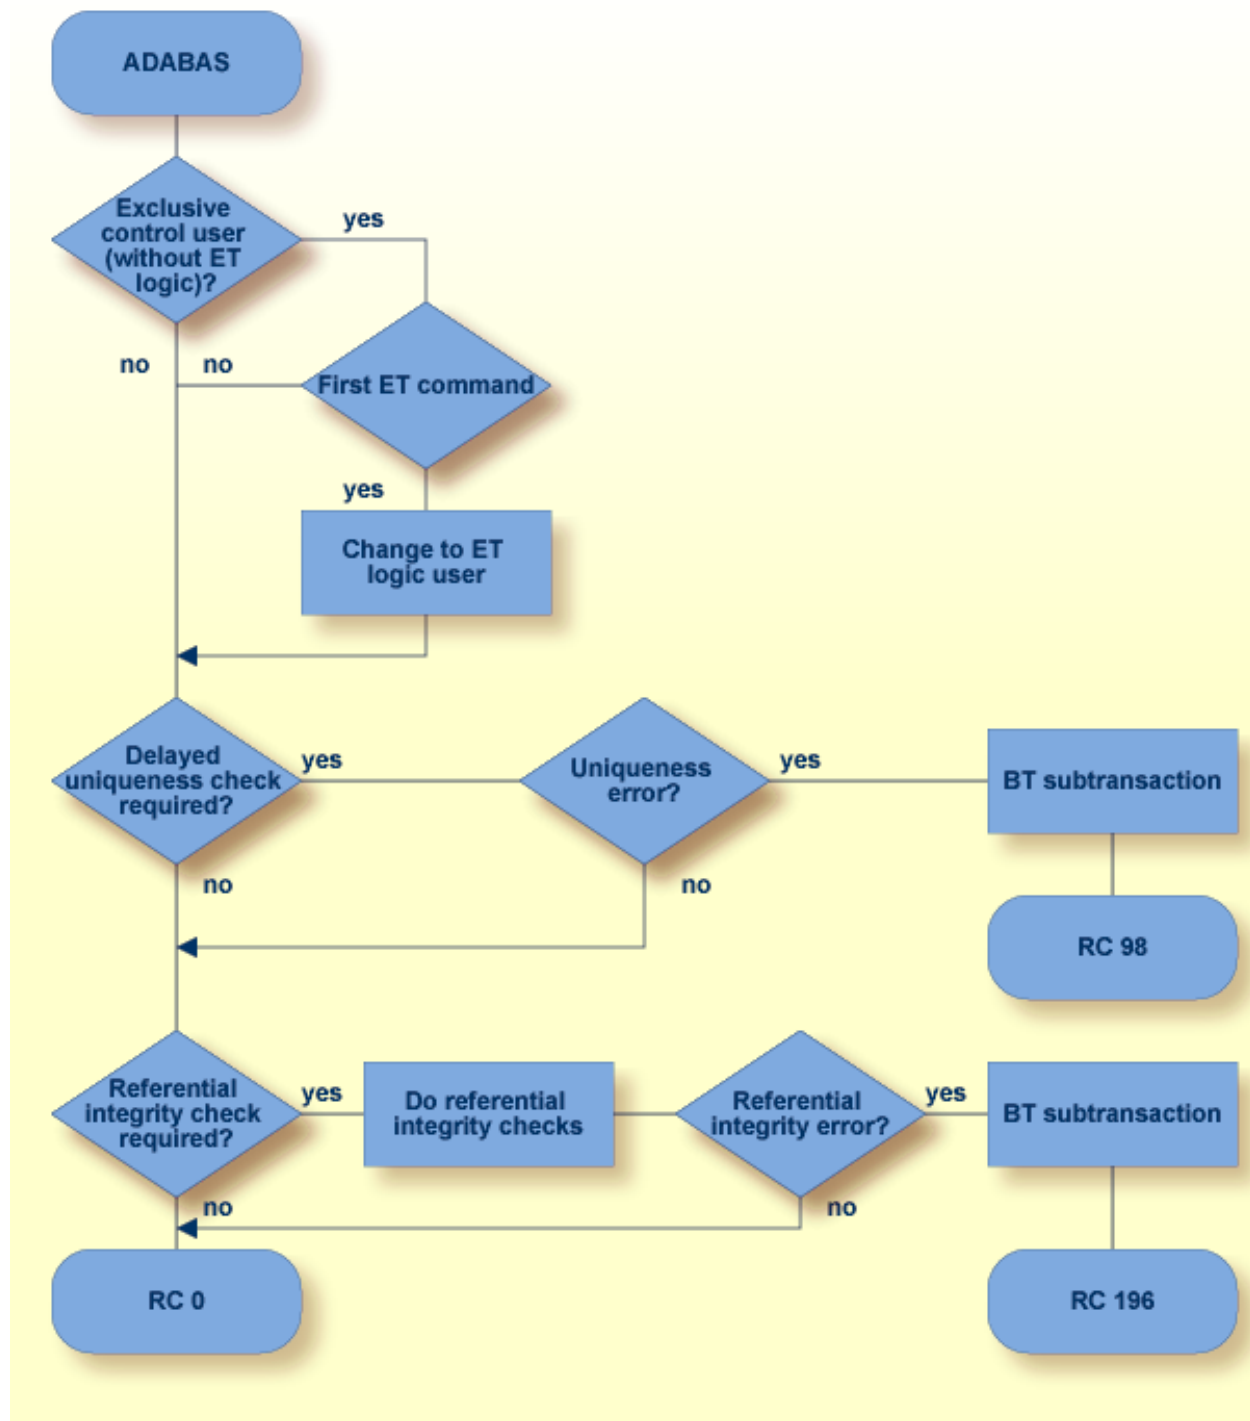 ADABAS
Exclusive
control user
(without ET
logic)?
yes
no
no
First ET command
yes
Change to ET
logic user
Delayed
uniqueness check
required?
yes
Uniqueness
error?
yes
BT subtransaction
no
no
RC 98
Referential
integrity check
required?
yes
Do referential
integrity checks
Referential
integrity error?
yes
BT subtransaction
no
no
RC 0
RC 196